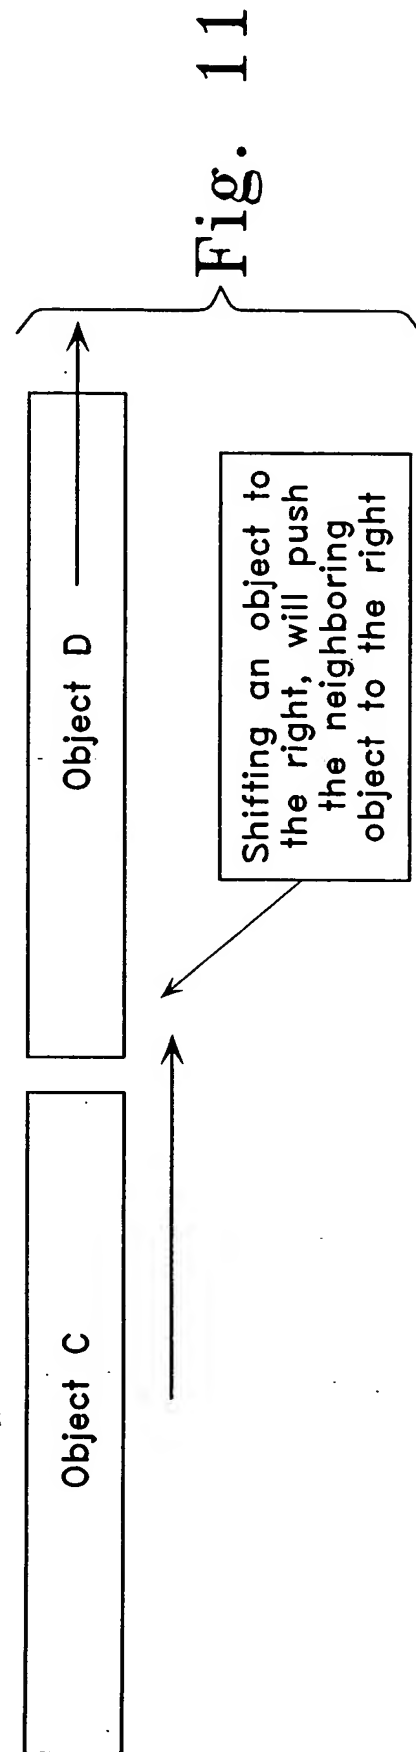 Object C
Object D
Shifting an object to
the right, will push
the neighboring
object to the right
Fig. 11